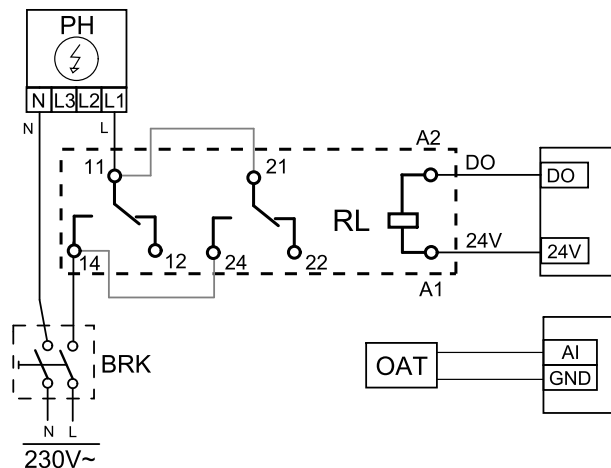 PH
N L3 L2 L1
N L
A2
11 21 DO DO
RL
14 12 24 22 24V 24V
A1
BRK
OAT AI
GND
N L
230V~